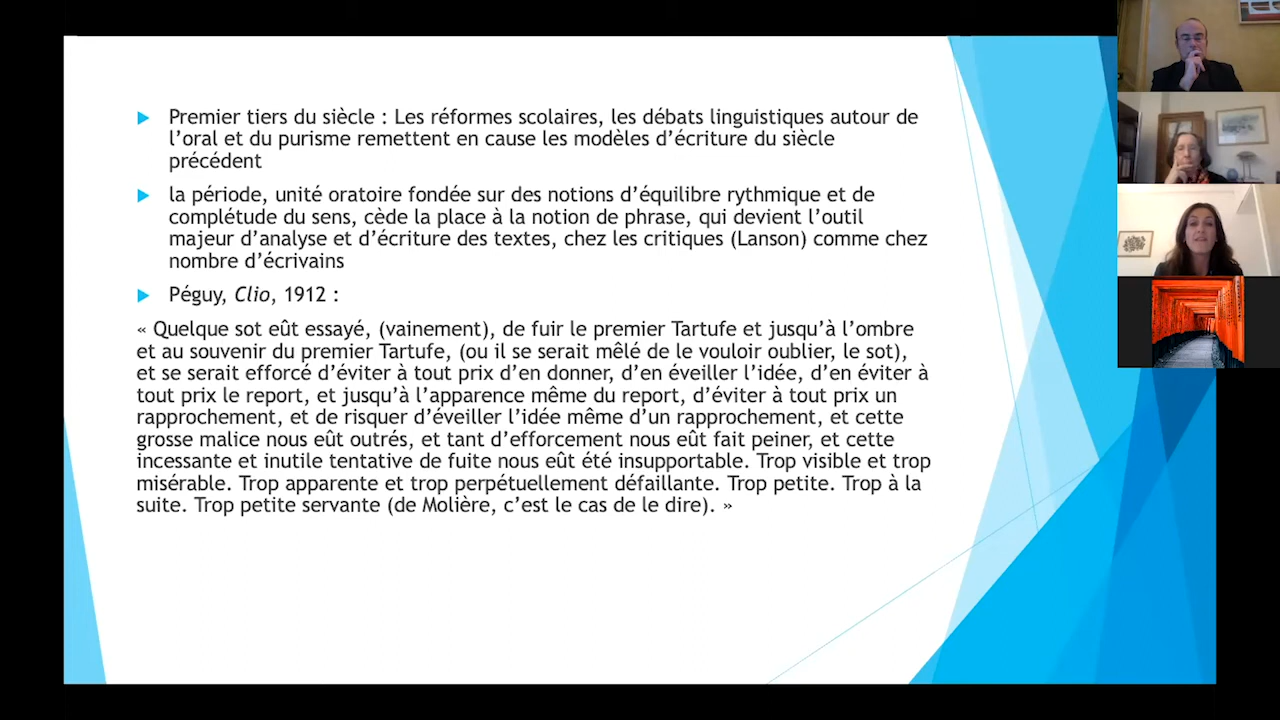 Premier tiers du siècle : Les réformes scolaires, les débats linguistiques autour de
l’oral et du purisme remettent en cause les modèles d’écriture du siècle
précédent
la période, unité oratoire fondée sur des notions d’équilibre rythmique et de
complétude du sens, cède la place à la notion de phrase, qui devient l’outil
majeur d’analyse et d’écriture des textes, chez les critiques (Lanson) comme chez
nombre d’écrivains
Péguy, Clio, 1912 :
« Quelque sot eût essayé, (vainement), de fuir le premier Tartufe et jusqu’à l’ombre
et au souvenir du premier Tartufe, (ou il se serait mêlé de le vouloir oublier, le sot),
et se serait efforcé d’éviter à tout prix d’en donner, d’en éveiller l’idée, d’en éviter à
tout prix le report, et jusqu’à l’apparence même du report, d’éviter à tout prix un
rapprochement, et de risquer d’éveiller l’idée même d’un rapprochement, et cette
grosse malice nous eût outrés, et tant d’efforcement nous eût fait peiner, et cette
incessante et inutile tentative de fuite nous eût été insupportable. Trop visible et trop
misérable. Trop apparente et trop perpétuellement défaillante. Trop petite. Trop à la
suite. Trop petite servante (de Molière, c’est le cas de le dire). »